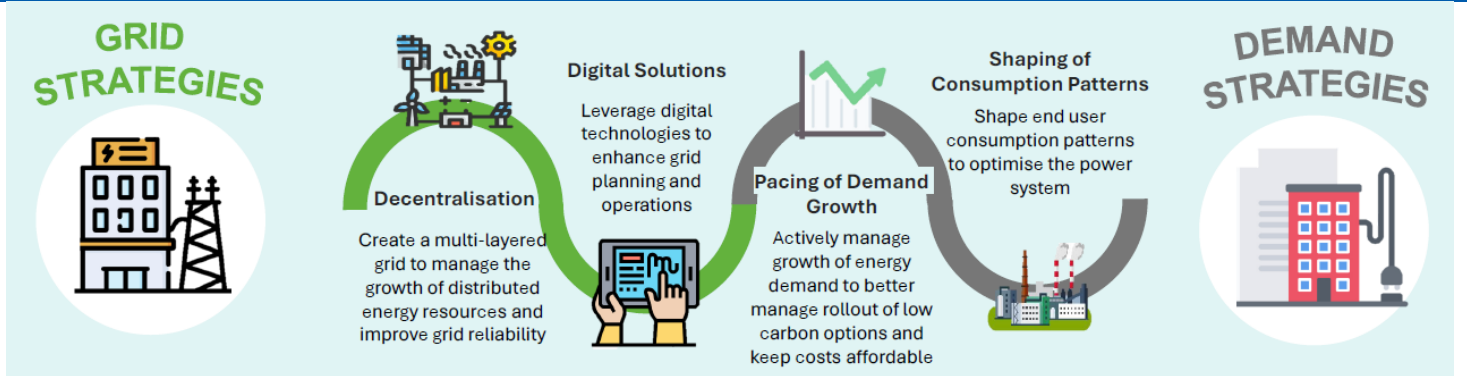 GRID
STRATEGIES
Decentralisation
Create a multi-layered
grid to manage the
growth of distributed
energy resources and
improve grid reliability
Digital Solutions
Leverage digital
technologies to
enhance grid
planning and
operations
Pacing of Demand
Growth
Actively manage
growth of energy
demand to better
manage rollout of low
carbon options and
keep costs affordable
Shaping of
Consumption Patterns
Shape end user
consumption patterns
to optimise the power
system
DEMAND
STRATEGIES